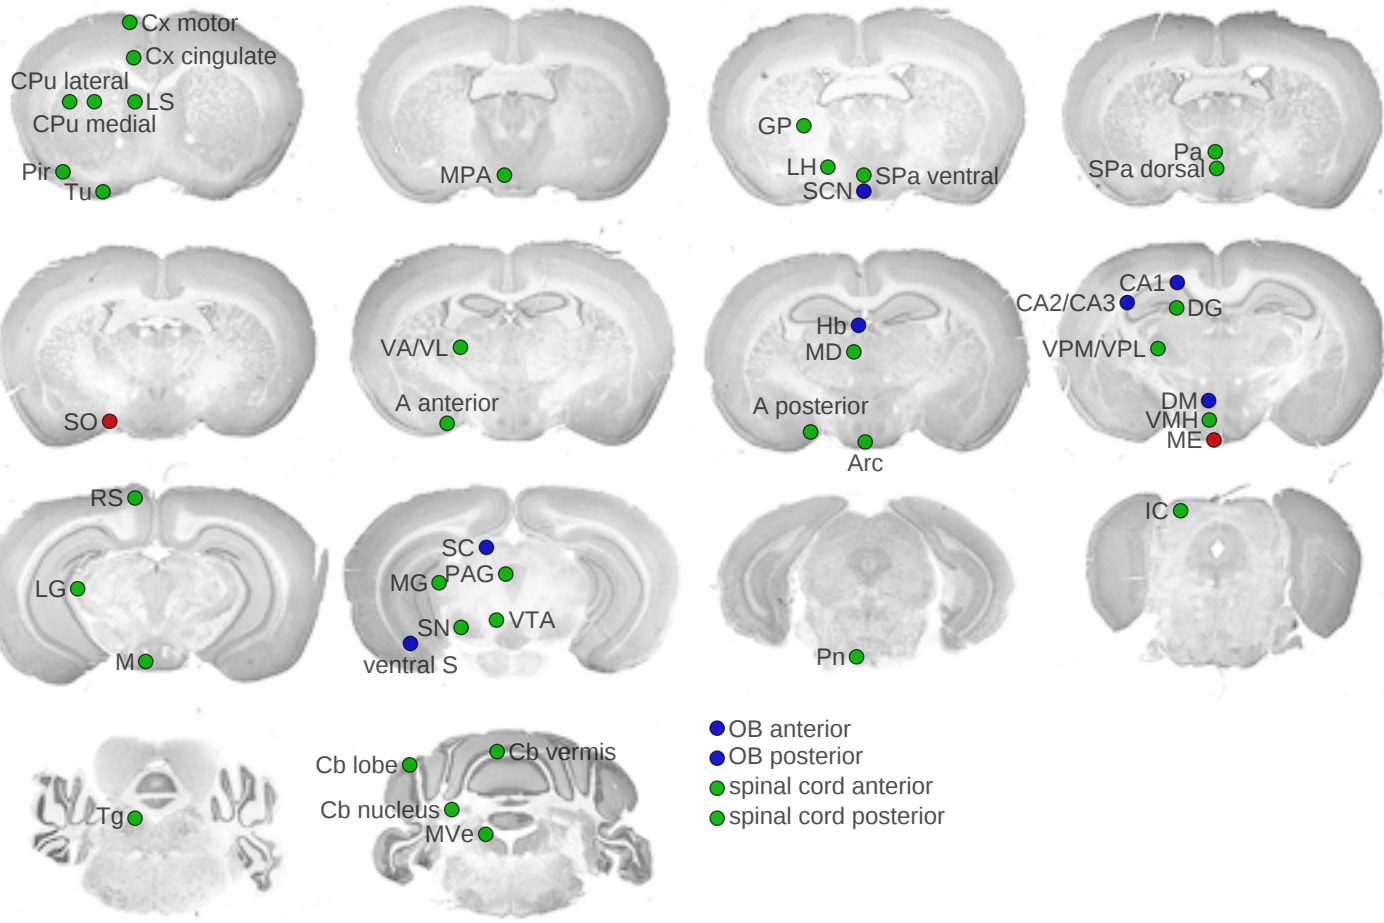 Cx motor
Cx cingulate
CPu lateral
LS
CPu medial
Pir
Tu
MPA
GP
LH
SPa ventral
SCN
Pa
SPa dorsal
SO
VA/VL
A anterior
Hb
MD
A posterior
Arc
CA1
CA2/CA3
DG
VPM/VPL
DM
VMH
ME
RS
LG
M
SC
MG
PAG
SN
VTA
ventral S
Pn
IC
Tg
Cb lobe
Cb vermis
Cb nucleus
MVe
OB anterior
OB posterior
spinal cord anterior
spinal cord posterior